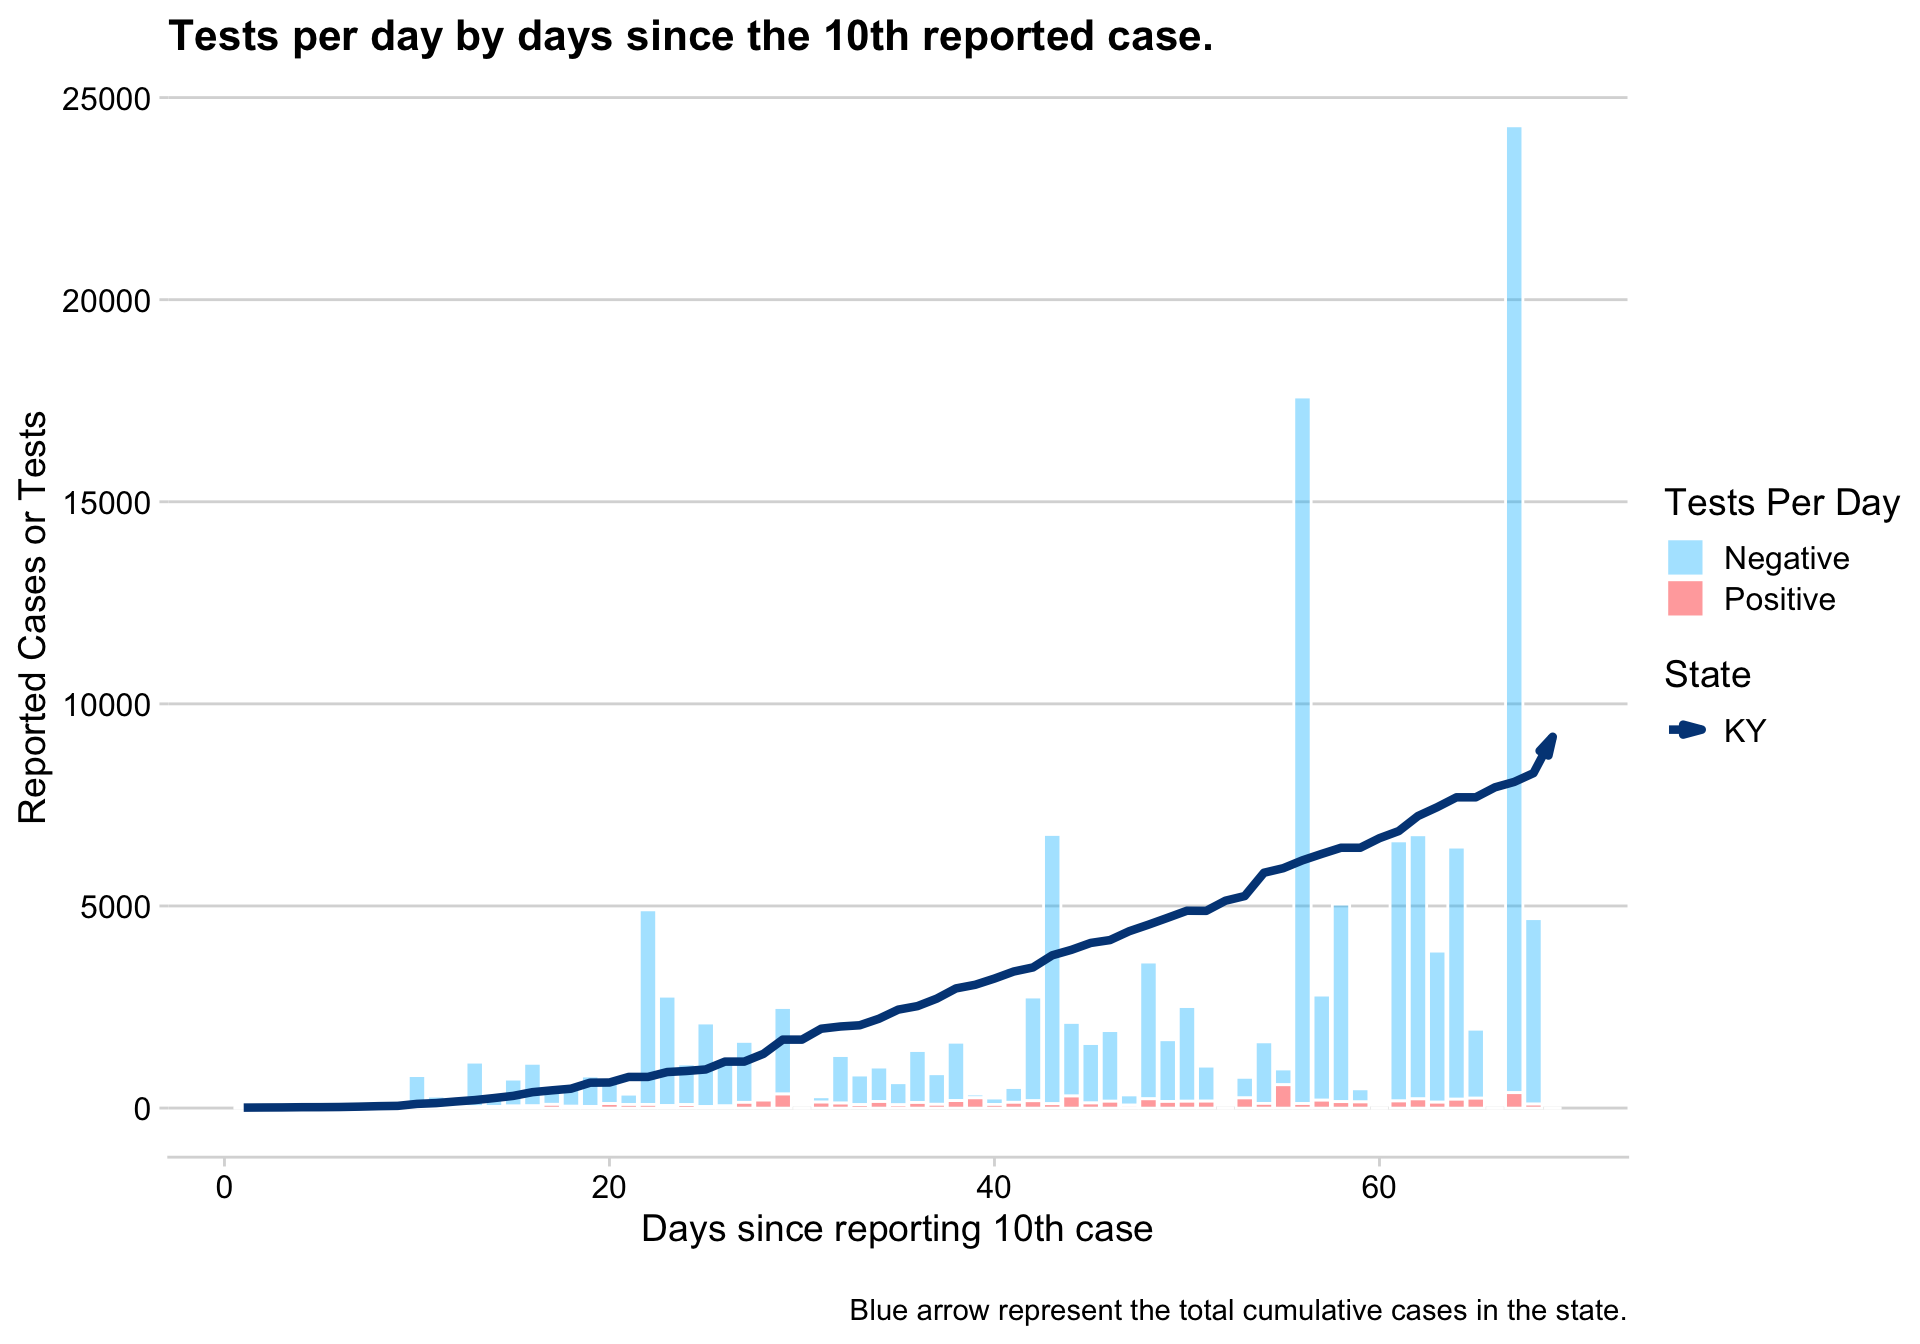 Tests per day by days since the 10th reported case.
25000
20000
15000
10000
5000
0
Reported Cases or Tests
0 20 40 60
Days since reporting 10th case
Tests Per Day
Negative
Positive
State
KY
Blue arrow represent the total cumulative cases in the state.